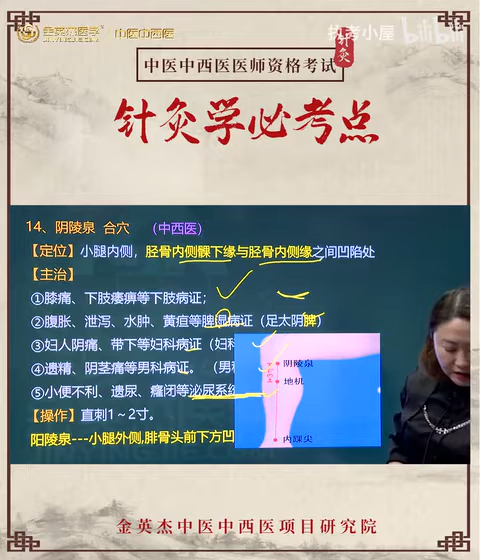 金英杰医学
JINYINGJIE.COM
中医中西医
执考小屋
bilibili
中医中西医医师资格考试
针灸
针灸学必考点
14、阴陵泉 合穴 （中西医）
【定位】小腿内侧，胫骨内侧髁下缘与胫骨内侧缘之间凹陷处
【主治】
①膝痛、下肢痿痹等下肢病证；
②腹胀、泄泻、水肿、黄疸等脾湿病证（足太阴脾）
③妇人阴痛、带下等妇科病证（妇科
④遗精、阴茎痛等男科病证。（男科
⑤小便不利、遗尿、癃闭等泌尿系统
【操作】直刺1～2寸。
阳陵泉---小腿外侧,腓骨头前下方凹
阴陵泉
地机
内踝尖
金英杰中医中西医项目研究院